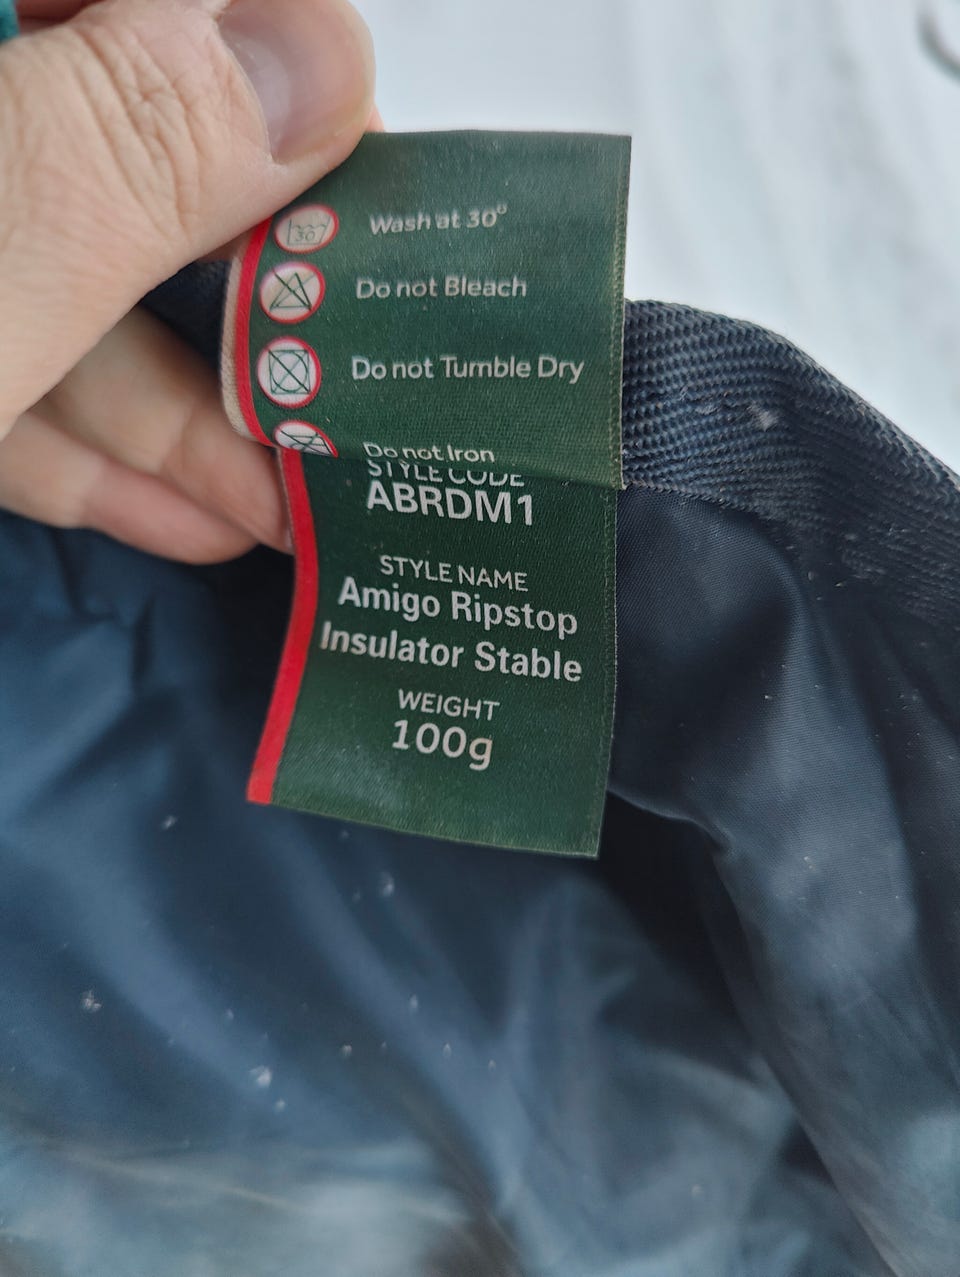 30
Wash at 30°
Do not Bleach
Do not Tumble Dry
Do not Iron
STYLE CODE
ABRDM1
STYLE NAME
Amigo Ripstop
Insulator Stable
WEIGHT
100g